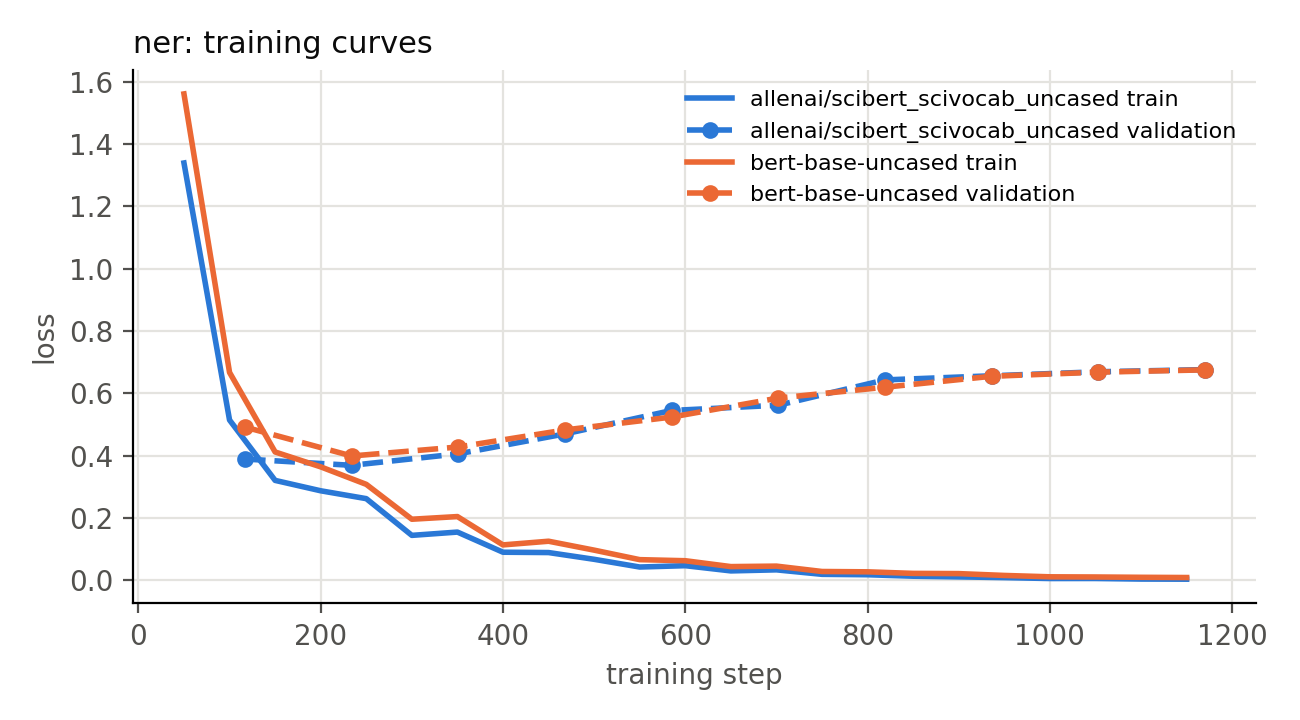 ner: training curves
1.6
1.4
1.2
1.0
0.8
0.6
0.4
0.2
0.0
loss
allenai/scibert_scivocab_uncased train
allenai/scibert_scivocab_uncased validation
bert-base-uncased train
bert-base-uncased validation
0 200 400 600 800 1000 1200
training step